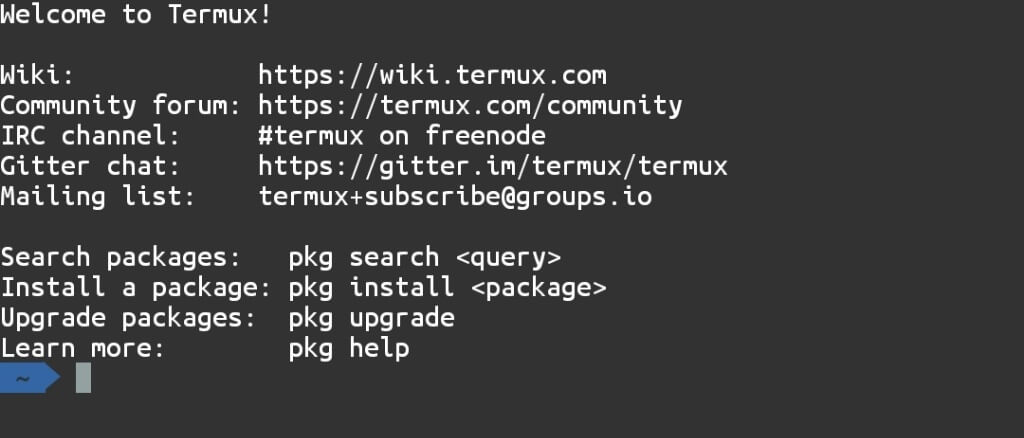 Welcome to Termux!
Wiki: https://wiki.termux.com
Community forum: https://termux.com/community
IRC channel: #termux on freenode
Gitter chat: https://gitter.im/termux/termux
Mailing list: termux+subscribe@groups.io
Search packages: pkg search <query>
Install a package: pkg install <package>
Upgrade packages: pkg upgrade
Learn more: pkg help
~